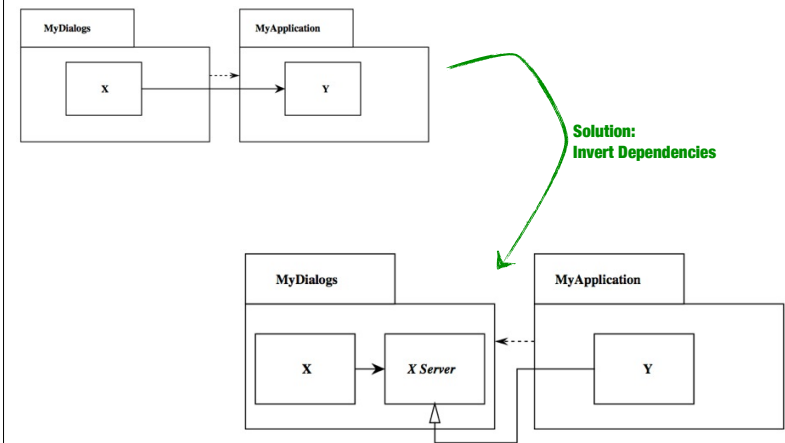 MyDialogs
MyApplication
X
Y
Solution:
Invert Dependencies
MyDialogs
MyApplication
X
X Server
Y